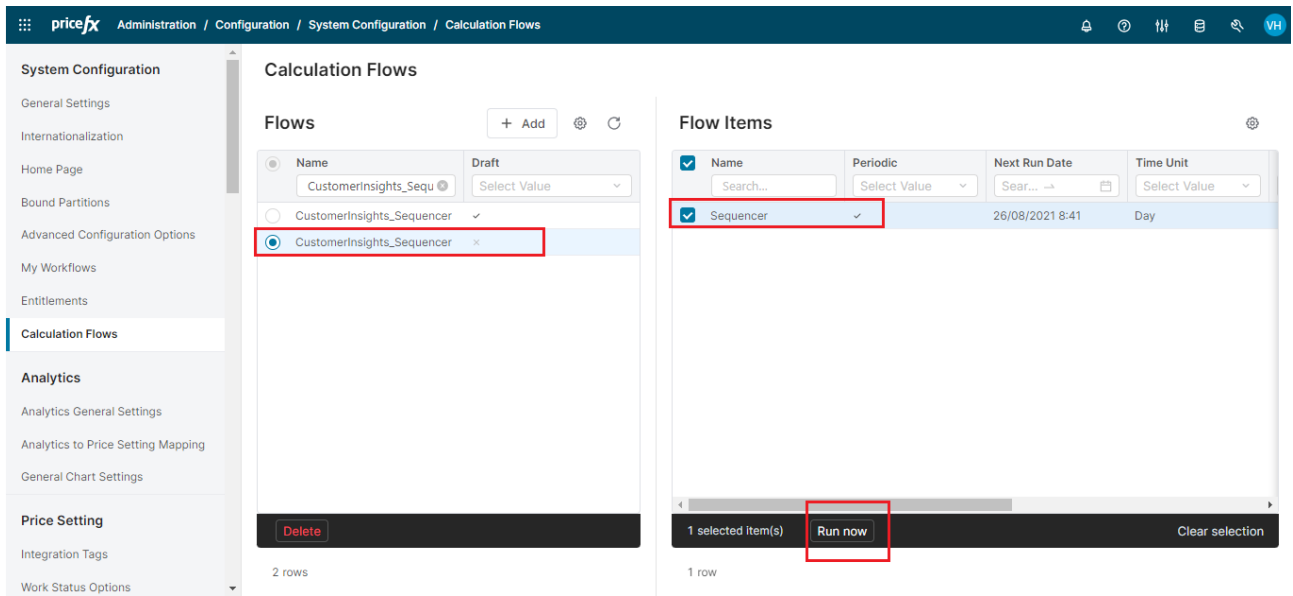 pricefx Administration / Configuration / System Configuration / Calculation Flows VH
System Configuration
General Settings
Internationalization
Home Page
Bound Partitions
Advanced Configuration Options
My Workflows
Entitlements
Calculation Flows
Analytics
Analytics General Settings
Analytics to Price Setting Mapping
General Chart Settings
Price Setting
Integration Tags
Work Status Options
Calculation Flows
Flows + Add
Name Draft
CustomerInsights_Sequ Select Value
CustomerInsights_Sequencer
CustomerInsights_Sequencer
Delete
2 rows
Flow Items
Name Periodic Next Run Date Time Unit
Search... Select Value Sear... → Select Value
Sequencer 26/08/2021 8:41 Day
1 selected item(s) Run now Clear selection
1 row